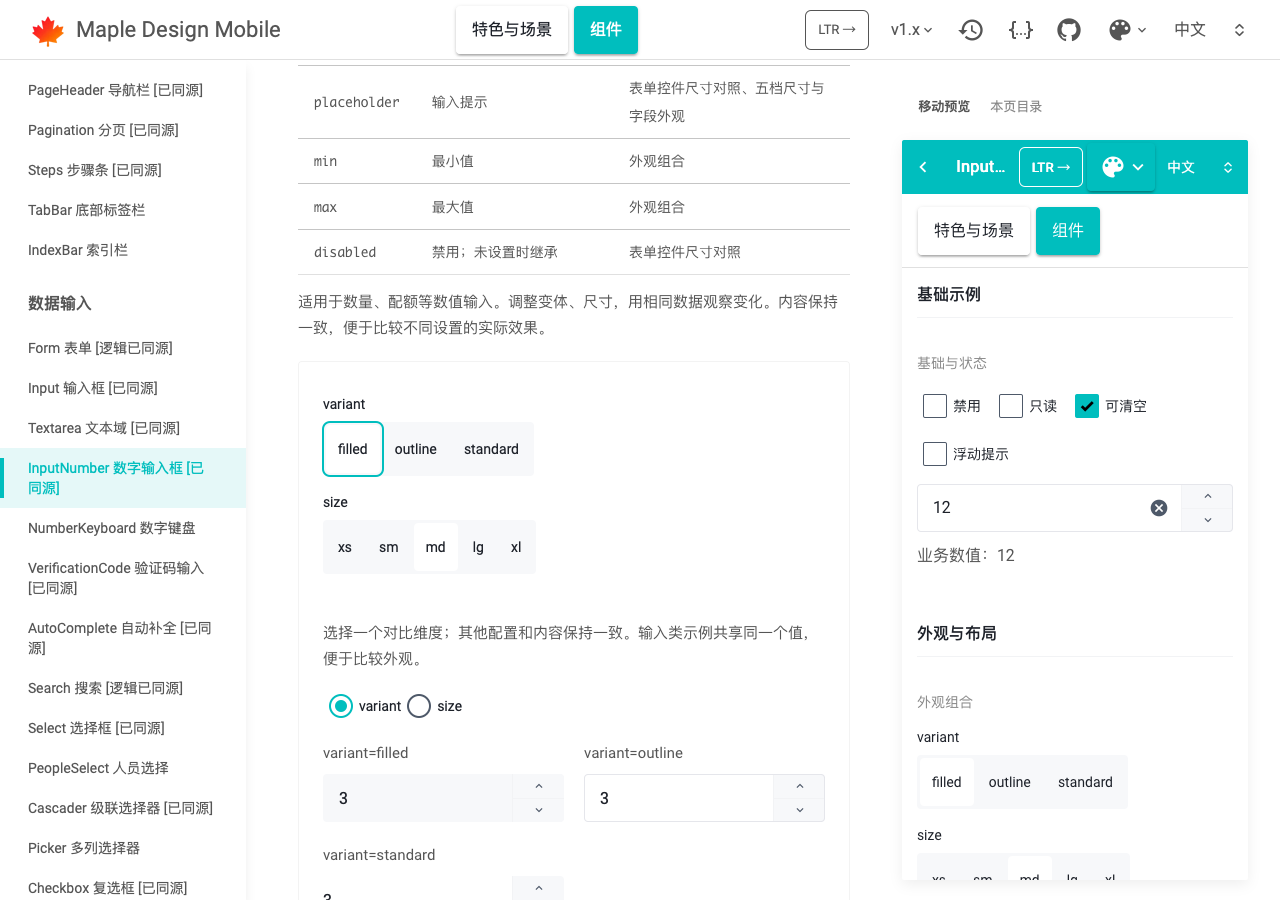 Maple Design Mobile
特色与场景
组件
LTR →
v1.x
{...}
中文
PageHeader 导航栏 [已同源]
Pagination 分页 [已同源]
Steps 步骤条 [已同源]
TabBar 底部标签栏
IndexBar 索引栏
数据输入
Form 表单 [逻辑已同源]
Input 输入框 [已同源]
Textarea 文本域 [已同源]
InputNumber 数字输入框 [已
同源]
NumberKeyboard 数字键盘
VerificationCode 验证码输入
[已同源]
AutoComplete 自动补全 [已同
源]
Search 搜索 [逻辑已同源]
Select 选择框 [已同源]
PeopleSelect 人员选择
Cascader 级联选择器 [已同源]
Picker 多列选择器
Checkbox 复选框 [已同源]
placeholder 输入提示 表单控件尺寸对照、五档尺寸与
字段外观
min 最小值 外观组合
max 最大值 外观组合
disabled 禁用；未设置时继承 表单控件尺寸对照
适用于数量、配额等数值输入。调整变体、尺寸，用相同数据观察变化。内容保持
一致，便于比较不同设置的实际效果。
variant
filled outline standard
size
xs sm md lg xl
选择一个对比维度；其他配置和内容保持一致。输入类示例共享同一个值，
便于比较外观。
variant size
variant=filled variant=outline
3 3
variant=standard
3
移动预览 本页目录
Input... LTR → 中文
特色与场景 组件
基础示例
基础与状态
禁用 只读 可清空
浮动提示
12
业务数值：12
外观与布局
外观组合
variant
filled outline standard
size
xs sm md lg xl